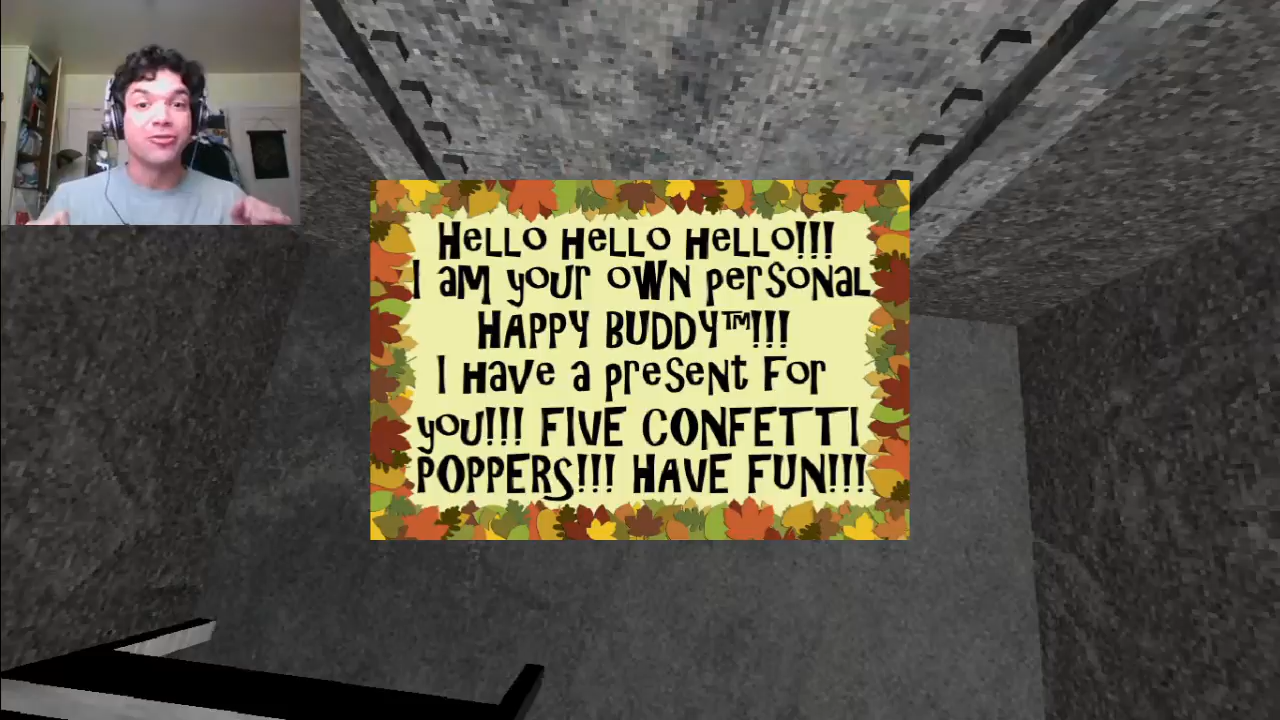 Hello Hello Hello!!!
I am your own personal
HAPPY BUDDY™!!!
I Have a present For
you!!! FIVE CONFETTI
POPPERS!!! HAVE FUN!!!